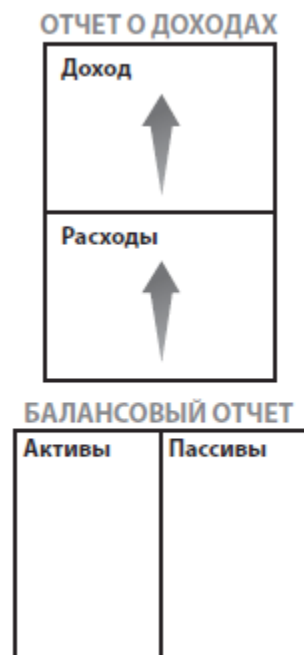 ОТЧЕТ О ДОХОДАХ
Доход
Расходы
БАЛАНСОВЫЙ ОТЧЕТ
Активы
Пассивы